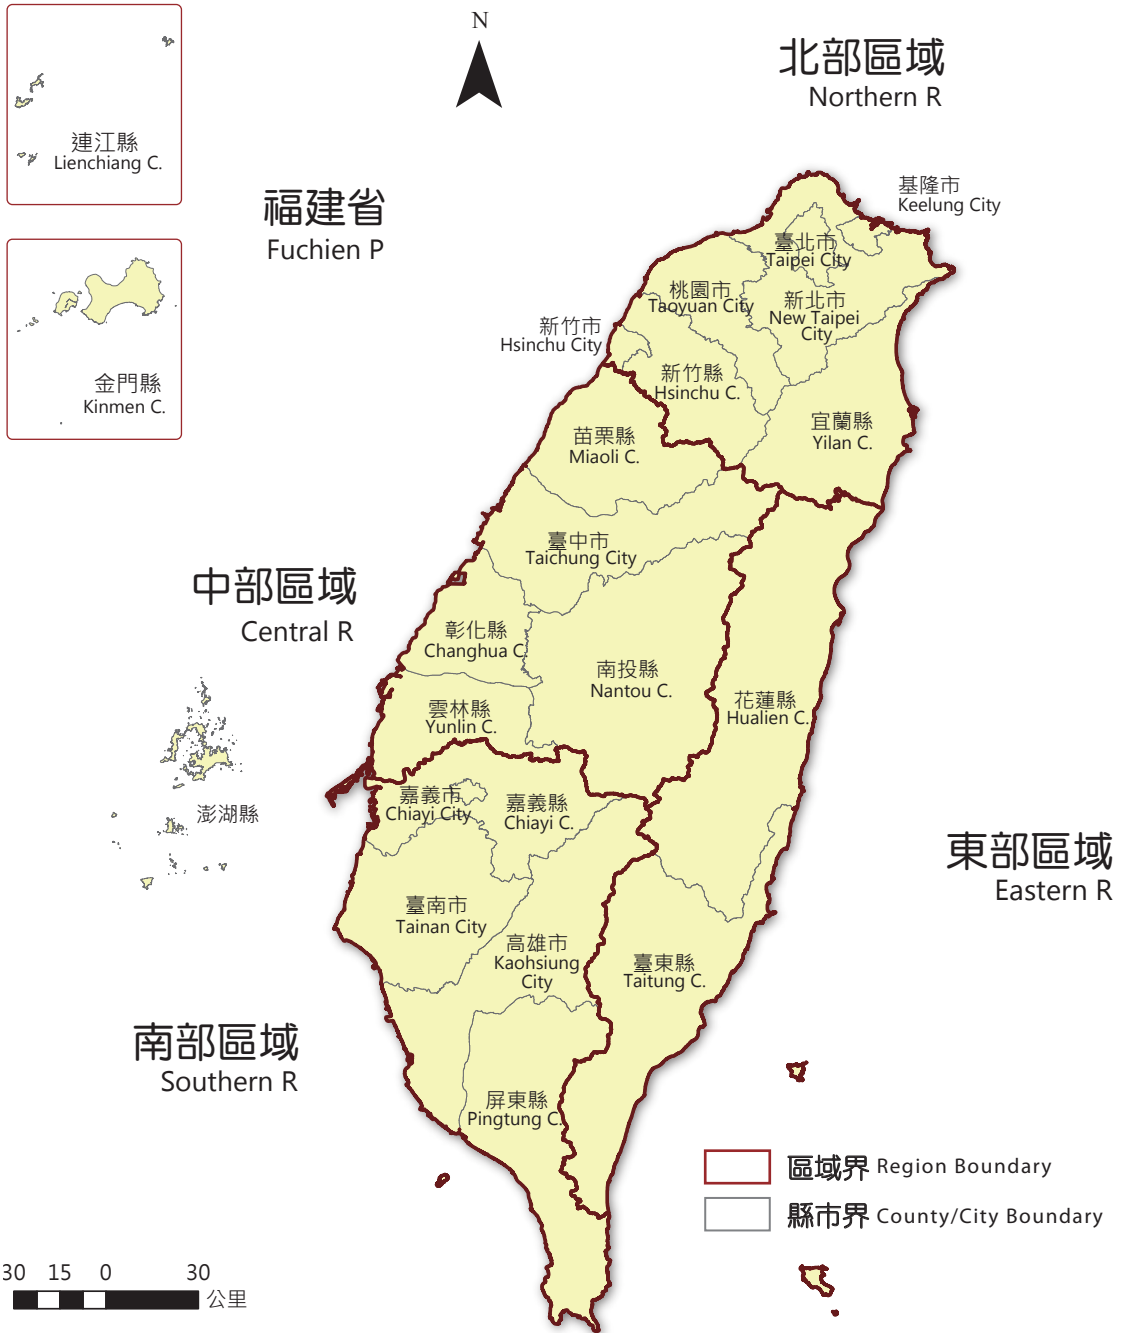 N
北部區域
Northern R
連江縣
Lienchiang C.
福建省
Fuchien P
基隆市
Keelung City
臺北市
Taipei City
桃園市
Taoyuan City
新北市
New Taipei
City
新竹市
Hsinchu City
新竹縣
Hsinchu C.
金門縣
Kinmen C.
宜蘭縣
Yilan C.
苗栗縣
Miaoli C.
臺中市
Taichung City
中部區域
Central R
彰化縣
Changhua C.
南投縣
Nantou C.
花蓮縣
Hualien C.
雲林縣
Yunlin C.
嘉義市
Chiayi City
嘉義縣
Chiayi C.
澎湖縣
東部區域
Eastern R
臺南市
Tainan City
高雄市
Kaohsiung
City
臺東縣
Taitung C.
南部區域
Southern R
屏東縣
Pingtung C.
區域界 Region Boundary
縣市界 County/City Boundary
30 15 0 30
公里